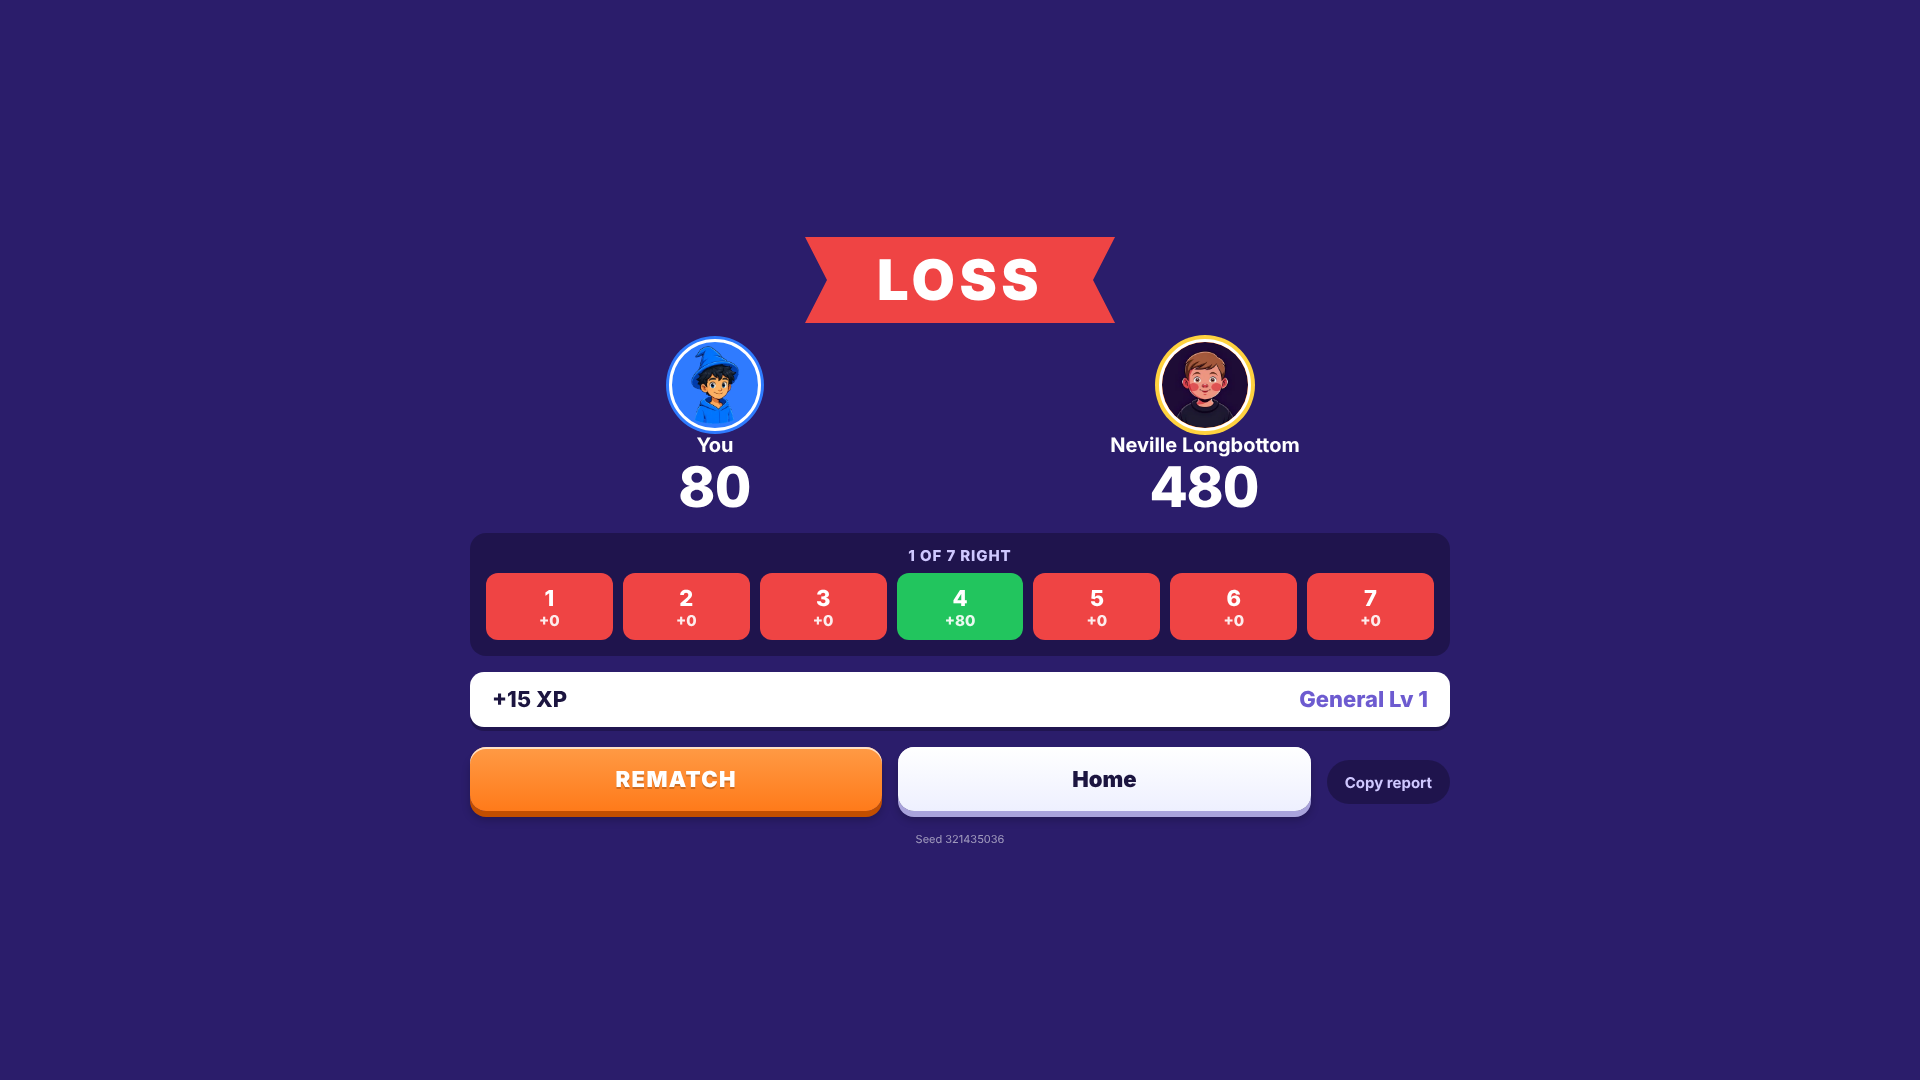 LOSS
You
Neville Longbottom
80
480
1 OF 7 RIGHT
1
2
3
4
5
6
7
+0
+0
+0
+80
+0
+0
+0
+15 XP
General Lv 1
REMATCH
Home
Copy report
Seed 321435036